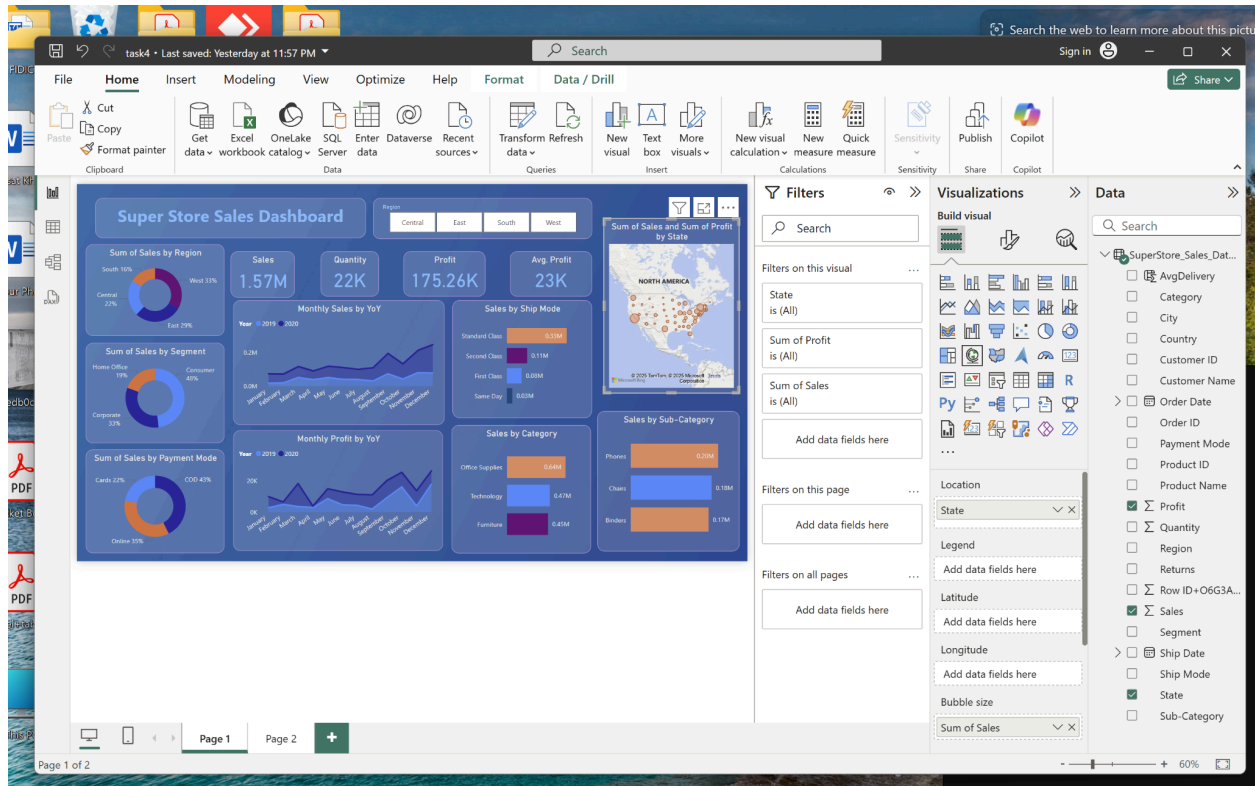 Search the web to learn more about this pictu
task4 • Last saved: Yesterday at 11:57 PM
Search
Sign in
File Home Insert Modeling View Optimize Help Format Data / Drill
Share
Paste
Cut
Copy
Format painter
Get data
Excel workbook
OneLake catalog
SQL Server
Enter data
Dataverse
Recent sources
Transform data
Refresh
New visual
Text box
More visuals
New visual calculation
New measure
Quick measure
Sensitivity
Publish
Copilot
Clipboard Data Queries Insert Calculations Sensitivity Share Copilot
Super Store Sales Dashboard
Region
Central East South West
Sum of Sales by Region
South 16%
West 33%
Central 22%
East 29%
Sales
1.57M
Quantity
22K
Profit
175.26K
Avg. Profit
23K
Sum of Sales and Sum of Profit by State
NORTH AMERICA
© 2025 TomTom, © 2025 Microsoft Corporation
Microsoft Bing
Sum of Sales by Segment
Home Office 19%
Consumer 48%
Corporate 33%
Monthly Sales by YoY
Year 2019 2020
0.2M
0.0M
January February March April May June July August September October November December
Sales by Ship Mode
Standard Class 0.33M
Second Class 0.11M
First Class 0.08M
Same Day 0.03M
Sum of Sales by Payment Mode
Cards 22%
COD 43%
Online 35%
Monthly Profit by YoY
Year 2019 2020
20K
0K
January February March April May June July August September October November December
Sales by Category
Office Supplies 0.64M
Technology 0.47M
Furniture 0.45M
Sales by Sub-Category
Phones 0.20M
Chairs 0.18M
Binders 0.17M
Filters
Search
Filters on this visual
State
is (All)
Sum of Profit
is (All)
Sum of Sales
is (All)
Add data fields here
Filters on this page
Add data fields here
Filters on all pages
Add data fields here
Visualizations
Build visual
123
R
Py
Location
State
Legend
Add data fields here
Latitude
Add data fields here
Longitude
Add data fields here
Bubble size
Sum of Sales
Data
Search
SuperStore_Sales_Dat...
AvgDelivery
Category
City
Country
Customer ID
Customer Name
Order Date
Order ID
Payment Mode
Product ID
Product Name
Profit
Quantity
Region
Returns
Row ID+O6G3A...
Sales
Segment
Ship Date
Ship Mode
State
Sub-Category
PDF
PDF
Page 1
Page 2
Page 1 of 2
60%